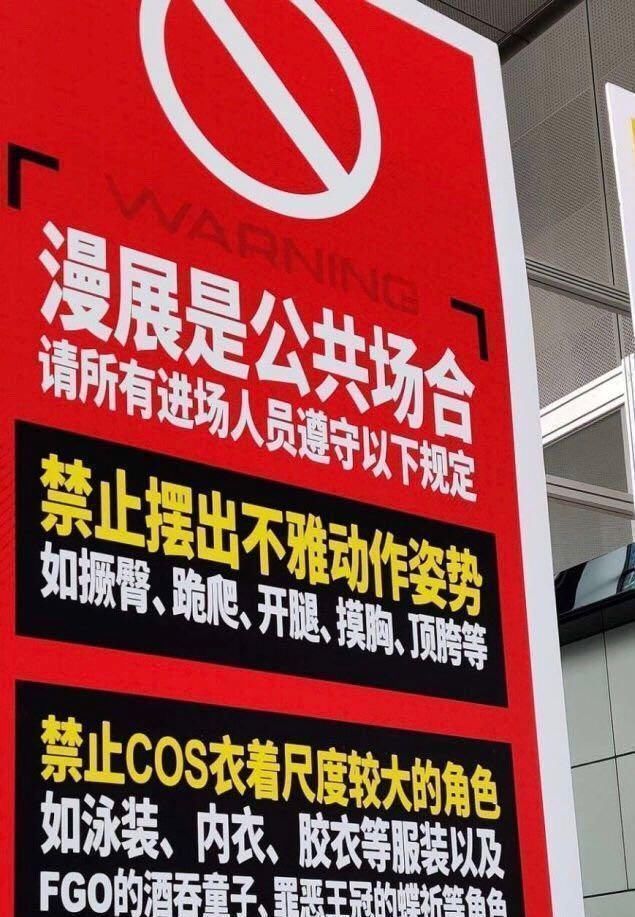 WARNING
漫展是公共场合
请所有进场人员遵守以下规定
禁止摆出不雅动作姿势
如撅臀、跪爬、开腿、摸胸、顶胯等
禁止COS衣着尺度较大的角色
如泳装、内衣、胶衣等服装以及
FGO的酒吞童子、罪恶王冠的蝶祈等角色